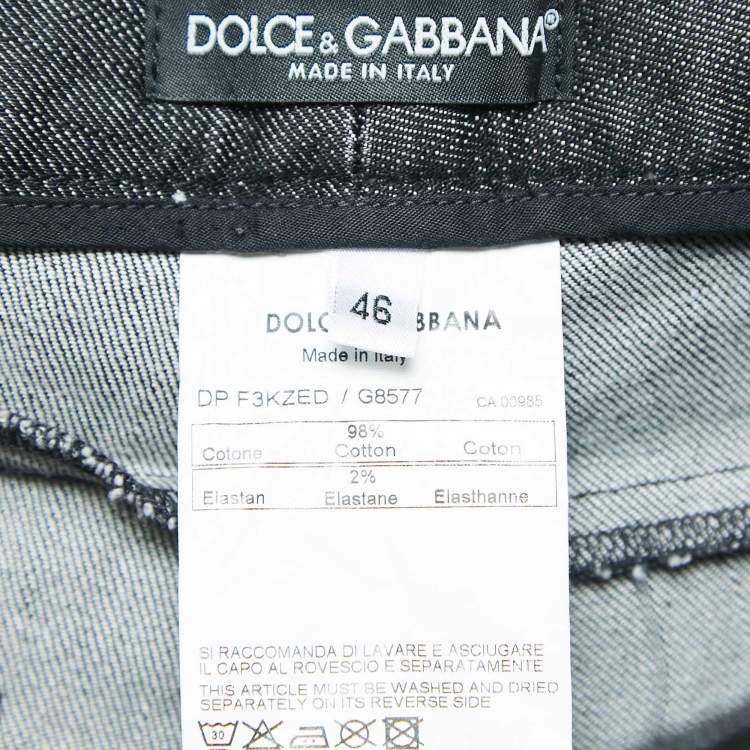 DOLCE & GABBANA®
MADE IN ITALY
46
DOLC BBANA
Made in Italy
DP F3KZED / G8577 CA 00985
98%
Cotone Cotton Coton
2%
Elastan Elastane Elasthanne
SI RACCOMANDA DI LAVARE E ASCIUGARE
IL CAPO AL ROVESCIO E SEPARATAMENTE
THIS ARTICLE MUST BE WASHED AND DRIED
SEPARATELY ON ITS REVERSE SIDE
30